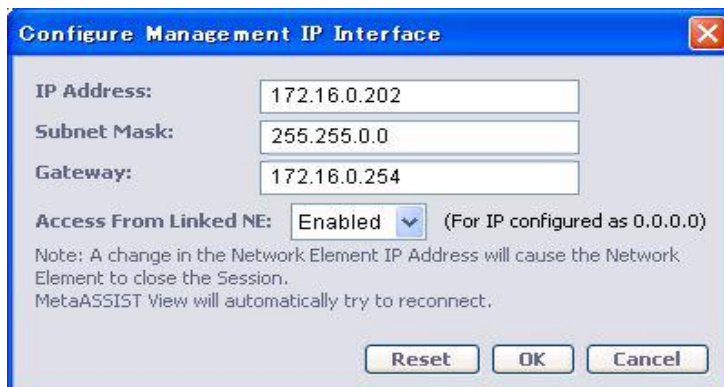 Configure Management IP Interface
IP Address: 172.16.0.202
Subnet Mask: 255.255.0.0
Gateway: 172.16.0.254
Access From Linked NE: Enabled (For IP configured as 0.0.0.0)
Note: A change in the Network Element IP Address will cause the Network
Element to close the Session.
MetaASSIST View will automatically try to reconnect.
Reset OK Cancel